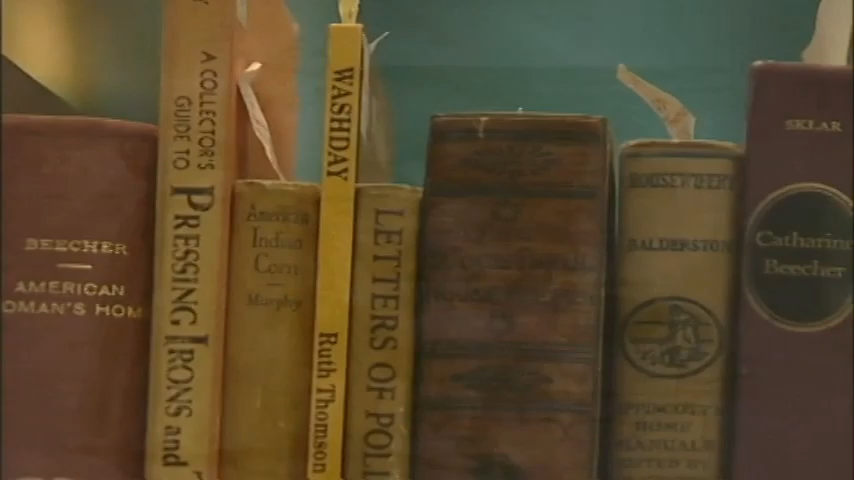 BEECHER
AMERICAN
OMAN'S HOM
A COLLECTOR'S
GUIDE TO
PRESSING IRONS and
American
Indian
Corn
Murphy
WASHDAY
Ruth Thomson
LETTERS OF POLL
HOUSEWIFERY
BALDERSTON
LIPPINCOTT'S
HOME
MANUALS
EDITED BY
SKLAR
Catharine
Beecher